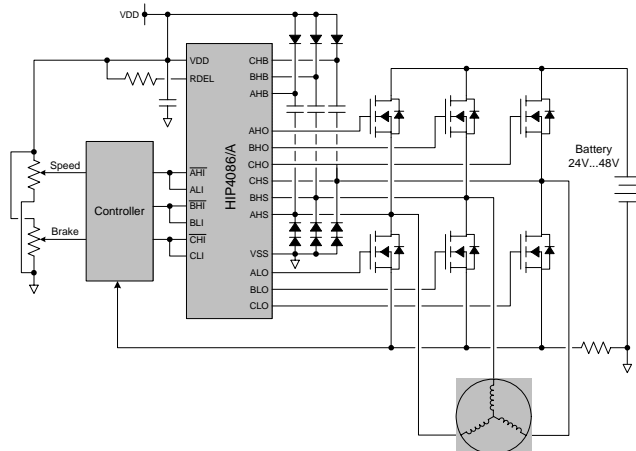 VDD
VDD
RDEL
CHB
BHB
AHB
AHO
BHO
CHO
CHS
BHS
AHS
VSS
ALO
BLO
CLO
HIP4086/A
AHI
ALI
BHI
BLI
CHI
CLI
Speed
Controller
Brake
Battery
24V...48V